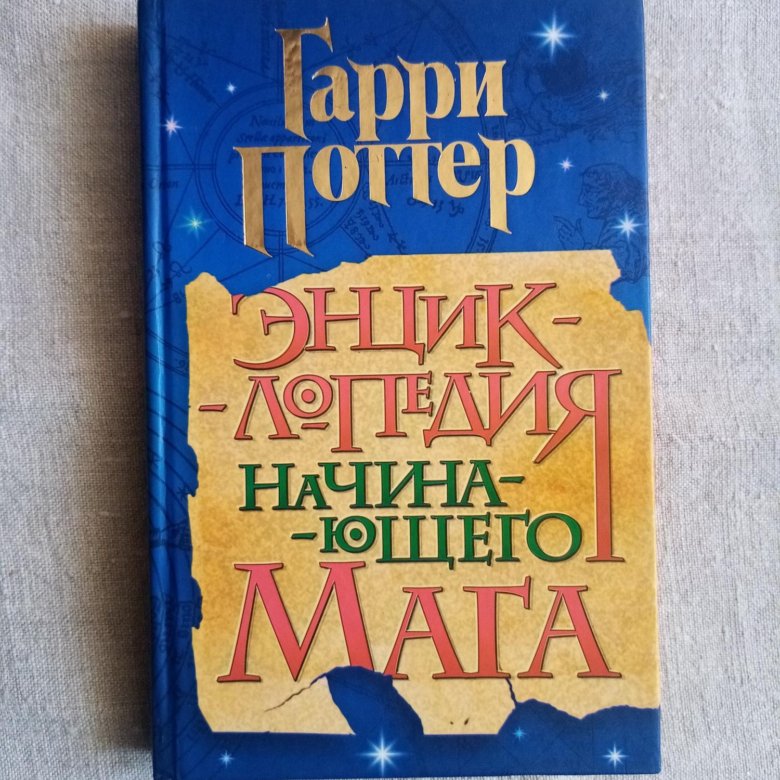 Гарри
Поттер
ЭНЦИК-
-ЛОПЕДИЯ
НАЧИНА-
-ЮЩЕГО
МАГА